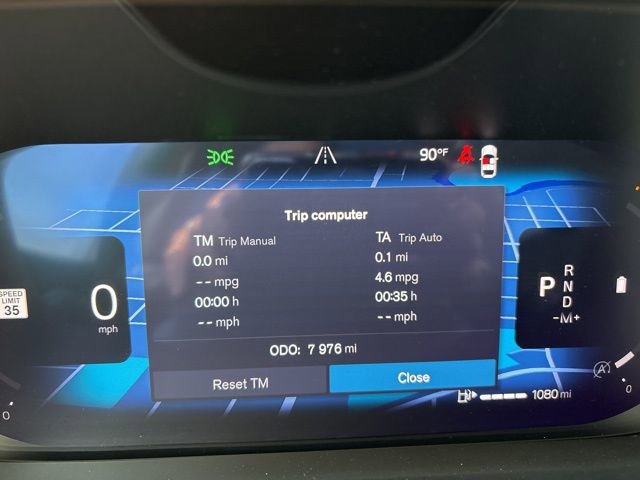 90°F
Trip computer
TM Trip Manual
TA Trip Auto
0.0 mi
0.1 mi
-- mpg
4.6 mpg
00:00 h
00:35 h
-- mph
-- mph
ODO: 7 976 mi
Reset TM
Close
SPEED
LIMIT
35
0
mph
P
R
N
D
-M+
A
1080 mi
0
0